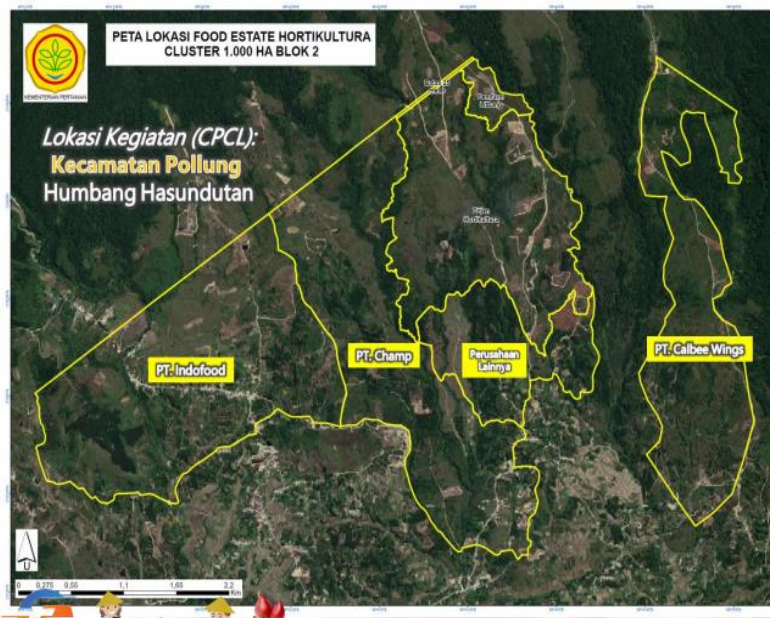 PETA LOKASI FOOD ESTATE HORTIKULTURA
CLUSTER 1.000 HA BLOK 2
KEMENTERIAN PERTANIAN
Lokasi Kegiatan (CPCL):
Kecamatan Pollung
Humbang Hasundutan
Hortikultura
PT. Indofood
PT. Champ
Perusahaan
Lainnya
PT. Calbee Wings
0 0,275 0,55 1,1 1,65 2,2
Km